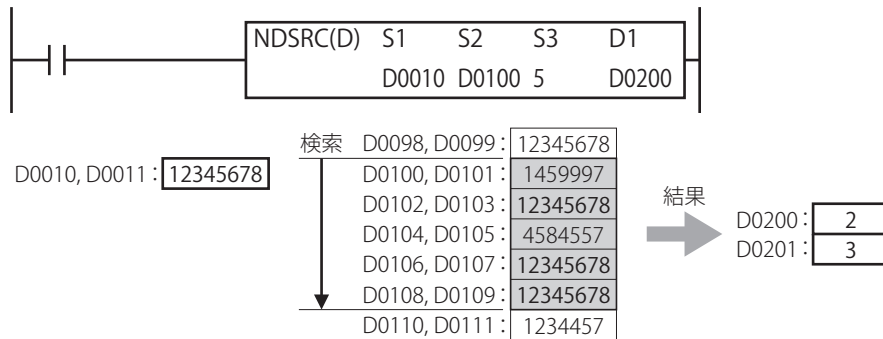 NDSRC(D) S1 S2 S3 D1
D0010 D0100 5 D0200
検索 D0098, D0099 : 12345678
D0010, D0011 : 12345678
D0100, D0101 : 1459997
D0102, D0103 : 12345678
D0104, D0105 : 4584557
D0106, D0107 : 12345678
D0108, D0109 : 12345678
D0110, D0111 : 1234457
結果
D0200 : 2
D0201 : 3